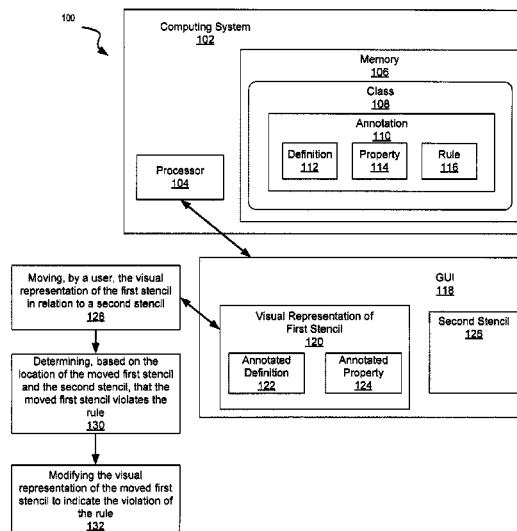 100
Computing System
102
Memory
106
Class
108
Annotation
110
Definition
112
Property
114
Rule
116
Processor
104
Moving, by a user, the visual
representation of the first stencil
in relation to a second stencil
128
Determining, based on the
location of the moved first stencil
and the second stencil, that the
moved first stencil violates the
rule
130
Modifying the visual
representation of the moved first
stencil to indicate the violation of
the rule
132
GUI
118
Visual Representation of
First Stencil
120
Annotated
Definition
122
Annotated
Property
124
Second Stencil
126